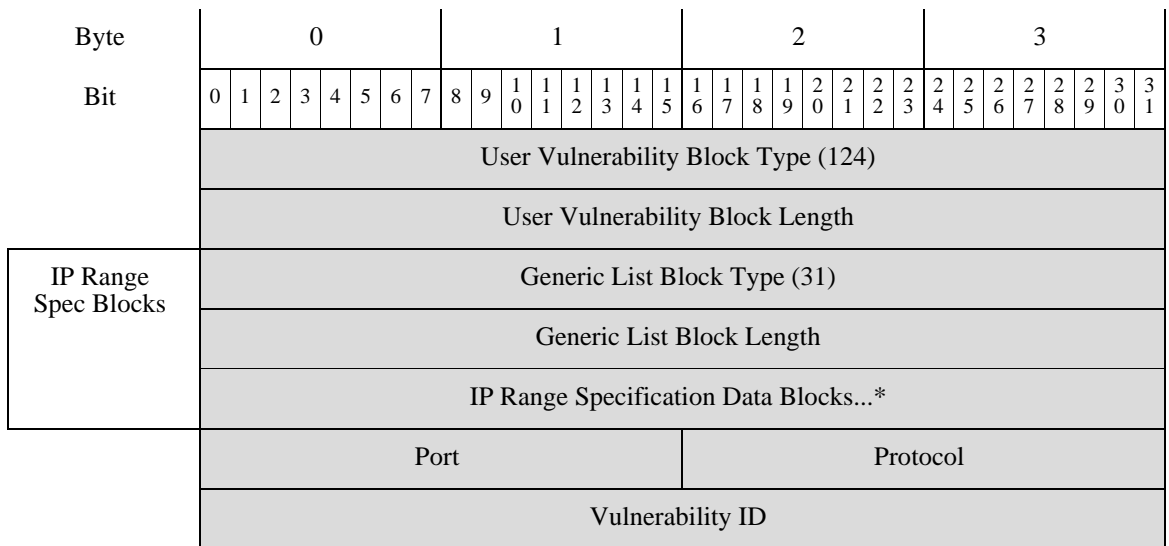 Byte 0 1 2 3
Bit 0 1 2 3 4 5 6 7 8 9 10 11 12 13 14 15 16 17 18 19 20 21 22 23 24 25 26 27 28 29 30 31
User Vulnerability Block Type (124)
User Vulnerability Block Length
IP Range
Spec Blocks
Generic List Block Type (31)
Generic List Block Length
IP Range Specification Data Blocks...*
Port Protocol
Vulnerability ID